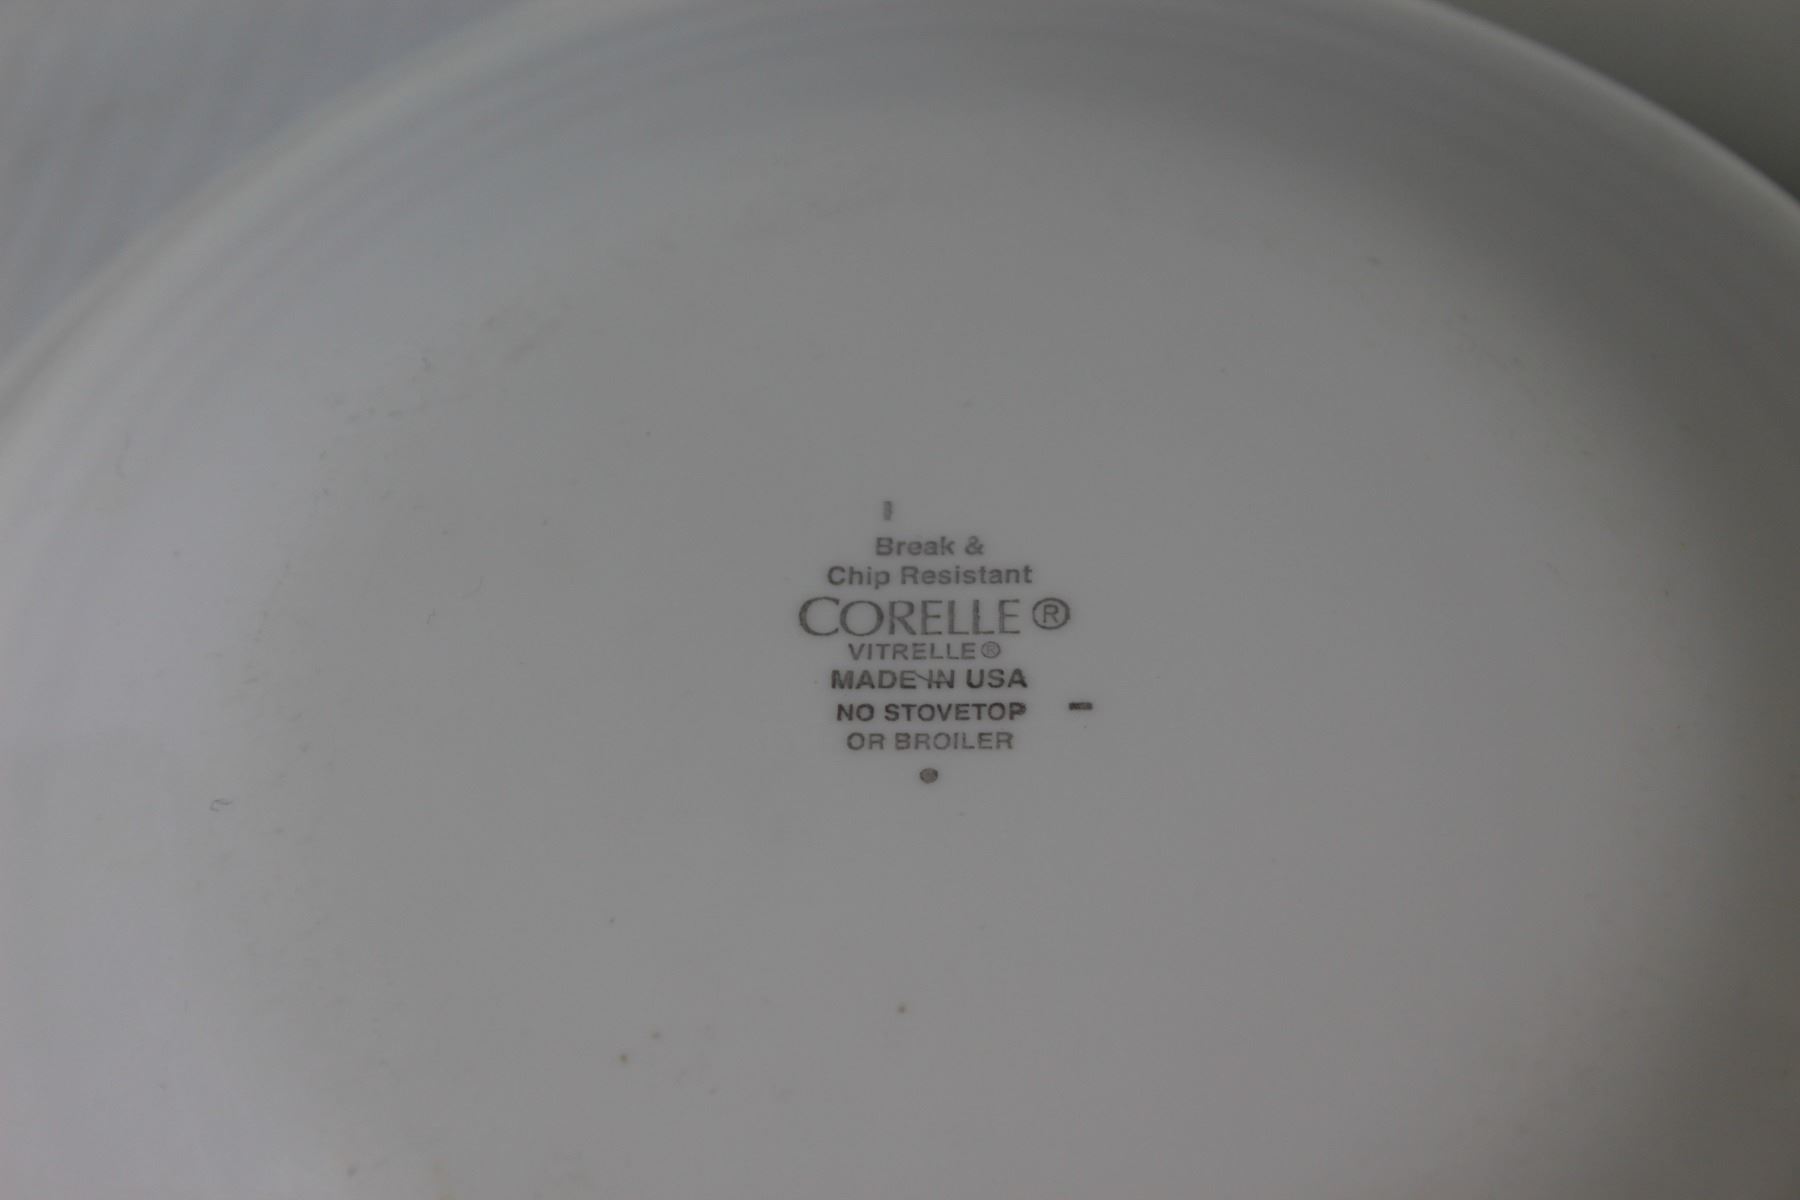 Break &
Chip Resistant
CORELLE®
VITRELLE®
MADE IN USA
NO STOVETOP
OR BROILER